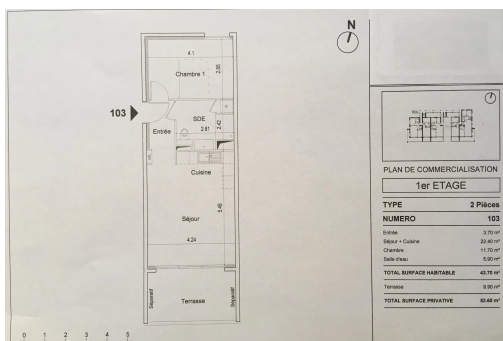 N
4.1
Chambre 1
2.85
103
Entrée
SDE
2.42
2.81
Cuisine
Séjour
5.49
4.24
Séparatif
Terrasse
Séparatif
0 1 2 3 4 5
PLAN DE COMMERCIALISATION
1er ETAGE
TYPE 2 Pièces
NUMERO 103
Entrée 3.70 m²
Séjour + Cuisine 22.40 m²
Chambre 11.70 m²
Salle d'eau 5.90 m²
TOTAL SURFACE HABITABLE 43.70 m²
Terrasse 9.90 m²
TOTAL SURFACE PRIVATIVE 53.60 m²